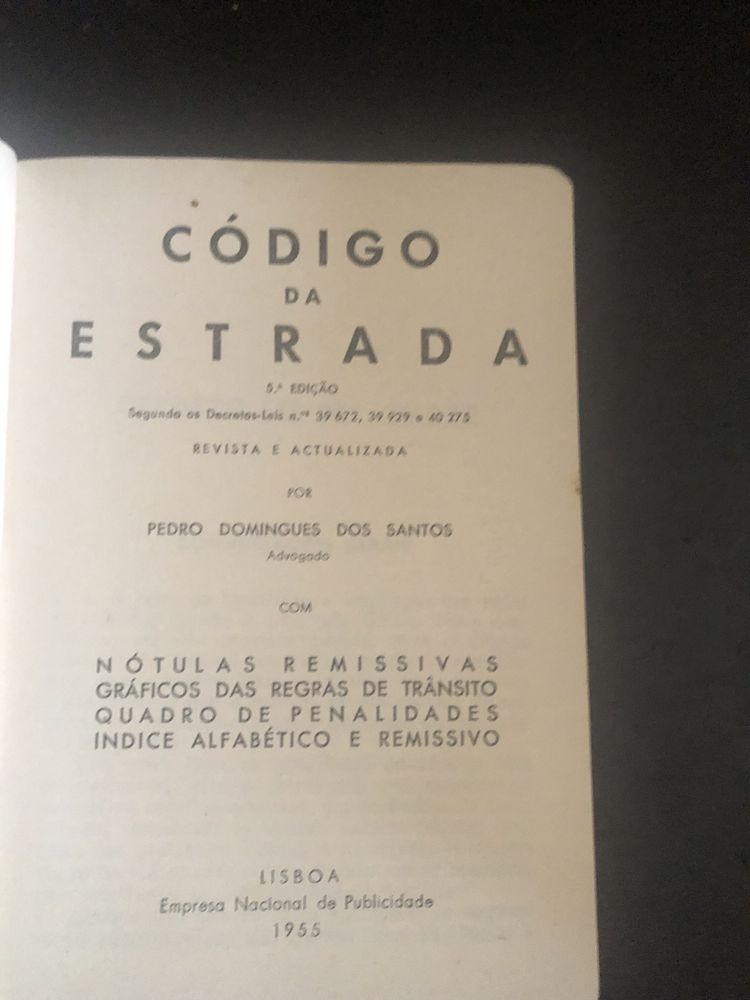 CÓDIGO
DA
ESTRADA
5.ª EDIÇÃO
Segundo os Decretos-Leis n.ºˢ 39 672, 39 929 e 40 275
REVISTA E ACTUALIZADA
POR
PEDRO DOMINGUES DOS SANTOS
Advogado
COM
NÓTULAS REMISSIVAS
GRÁFICOS DAS REGRAS DE TRÂNSITO
QUADRO DE PENALIDADES
INDICE ALFABÉTICO E REMISSIVO
LISBOA
Empresa Nacional de Publicidade
1955